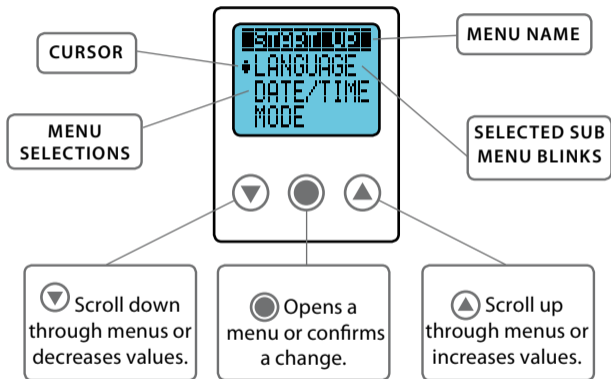 START UP
MENU NAME
CURSOR
LANGUAGE
DATE/TIME
MODE
MENU
SELECTIONS
SELECTED SUB
MENU BLINKS
Scroll down
through menus or
decreases values.
Opens a
menu or confirms
a change.
Scroll up
through menus or
increases values.